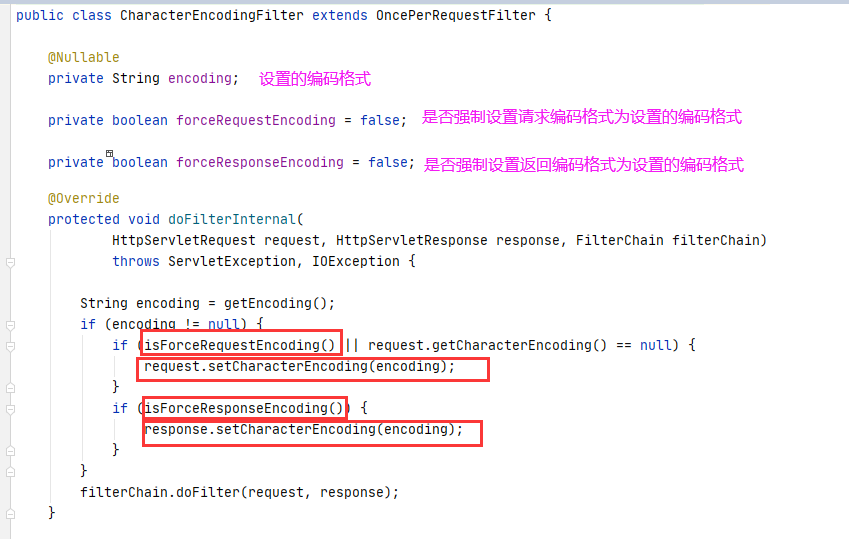 public class CharacterEncodingFilter extends OncePerRequestFilter {
@Nullable
private String encoding; 设置的编码格式
private boolean forceRequestEncoding = false; 是否强制设置请求编码格式为设置的编码格式
private boolean forceResponseEncoding = false; 是否强制设置返回编码格式为设置的编码格式
@Override
protected void doFilterInternal(
HttpServletRequest request, HttpServletResponse response, FilterChain filterChain)
throws ServletException, IOException {
String encoding = getEncoding();
if (encoding != null) {
if (isForceRequestEncoding() || request.getCharacterEncoding() == null) {
request.setCharacterEncoding(encoding);
}
if (isForceResponseEncoding()) {
response.setCharacterEncoding(encoding);
}
}
filterChain.doFilter(request, response);
}